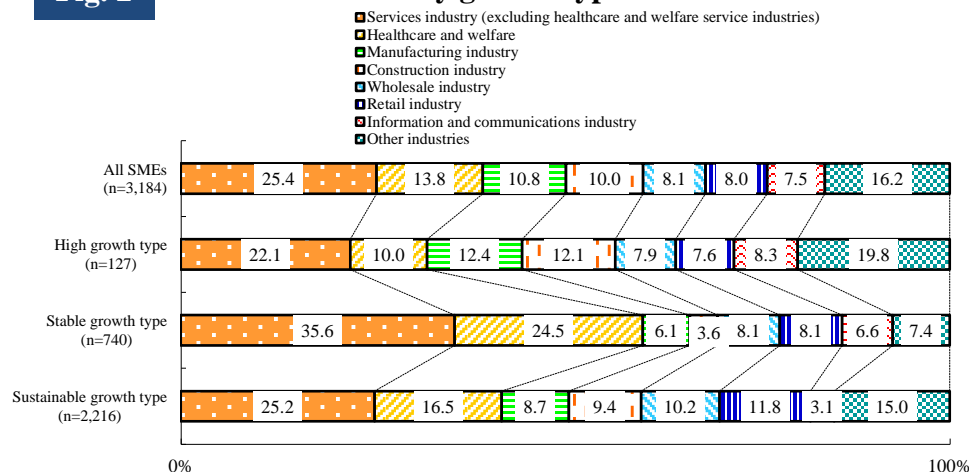 Services industry (excluding healthcare and welfare service industries)
Healthcare and welfare
Manufacturing industry
Construction industry
Wholesale industry
Retail industry
Information and communications industry
Other industries
All SMEs
(n=3,184)
25.4 13.8 10.8 10.0 8.1 8.0 7.5 16.2
High growth type
(n=127)
22.1 10.0 12.4 12.1 7.9 7.6 8.3 19.8
Stable growth type
(n=740)
35.6 24.5 6.1 3.6 8.1 8.1 6.6 7.4
Sustainable growth type
(n=2,216)
25.2 16.5 8.7 9.4 10.2 11.8 3.1 15.0
0% 100%